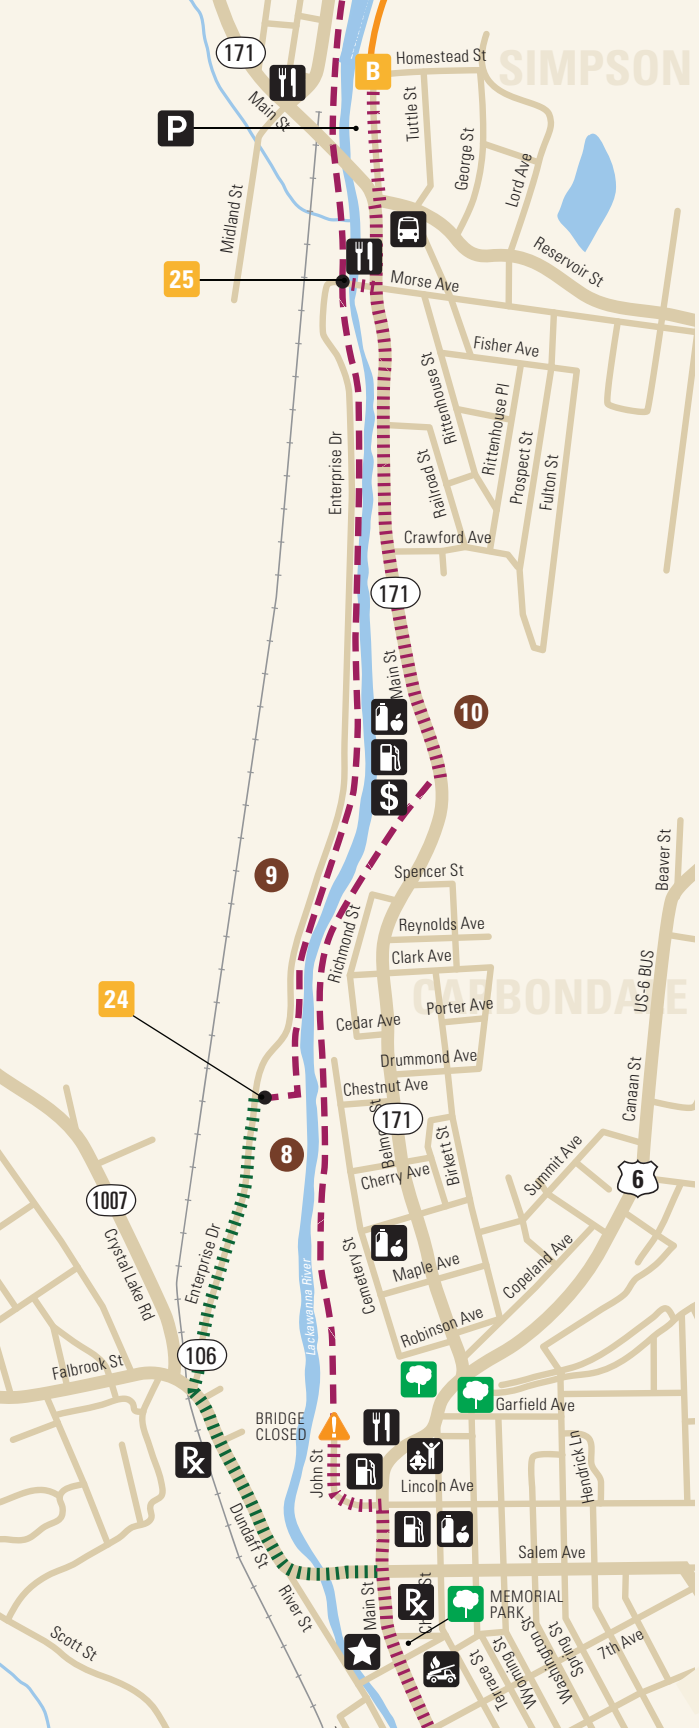 Homestead St
SIMPSON
171
B
Main St
Tuttle St
P
George St
Lord Ave
Midland St
Reservoir St
25
Morse Ave
Fisher Ave
Rittenhouse St
Rittenhouse Pl
Enterprise Dr
Prospect St
Railroad St
Fulton St
Crawford Ave
171
Main St
10
$
Beaver St
9
Spencer St
Reynolds Ave
Richmond St
Clark Ave
US-6 BUS
24
CARBONDALE
Porter Ave
Cedar Ave
Drummond Ave
Chestnut Ave
Canaan St
171
8
Birkett St
Summit Ave
Cherry Ave
6
1007
Crystal Lake Rd
Enterprise Dr
Cemetery St
Maple Ave
Copeland Ave
Lackawanna River
Robinson Ave
106
Falbrook St
Garfield Ave
BRIDGE
CLOSED
!
Hendrick Ln
Rx
John St
Lincoln Ave
Dundaff St
Salem Ave
River St
Main St
Rx
MEMORIAL
PARK
Scott St
Terrace St
Wyoming St
Washington St
Spring St
7th Ave